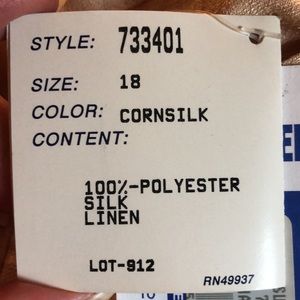 STYLE: 733401
SIZE: 18
COLOR: CORNSILK
CONTENT:
100%-POLYESTER
SILK
LINEN
LOT-912
RN49937